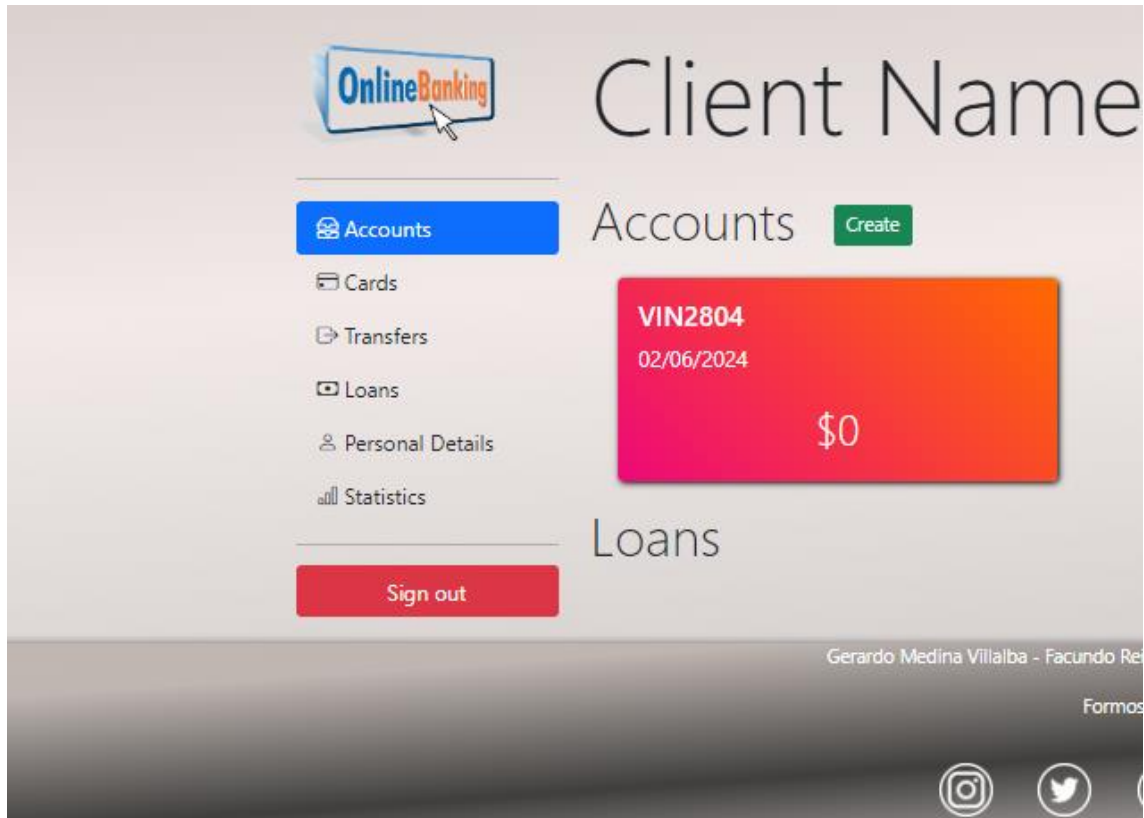 OnlineBanking
Client Name
Accounts
Cards
Transfers
Loans
Personal Details
Statistics
Sign out
Accounts
Create
VIN2804
02/06/2024
$0
Loans
Gerardo Medina Villalba - Facundo